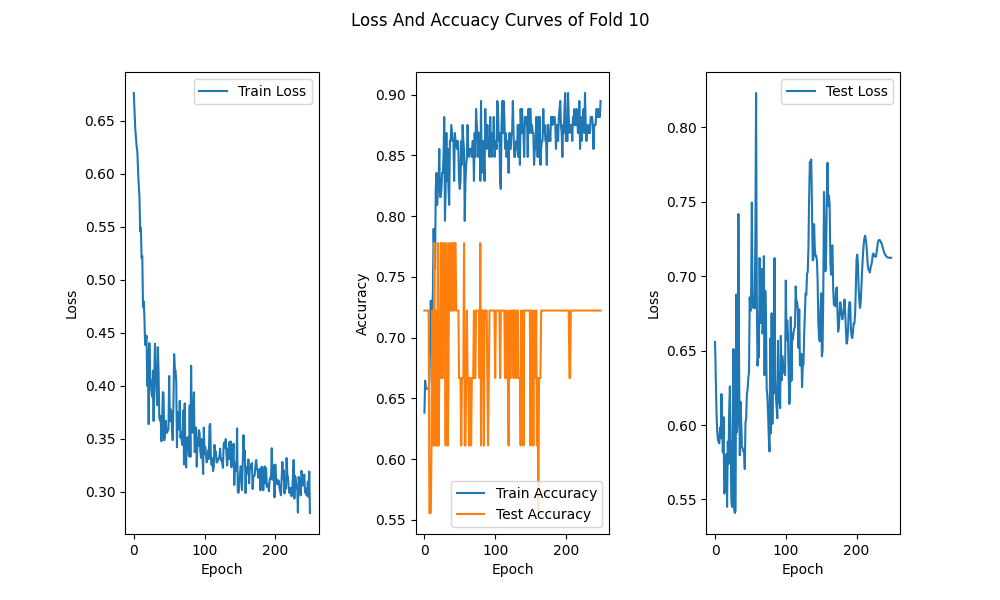 Loss And Accuacy Curves of Fold 10
Train Loss
0.65
0.60
0.55
0.50
0.45
0.40
0.35
0.30
Loss
0
100
200
Epoch
0.90
0.85
0.80
0.75
0.70
0.65
0.60
0.55
Accuracy
Train Accuracy
Test Accuracy
0
100
200
Epoch
Test Loss
0.80
0.75
0.70
0.65
0.60
0.55
Loss
0
100
200
Epoch